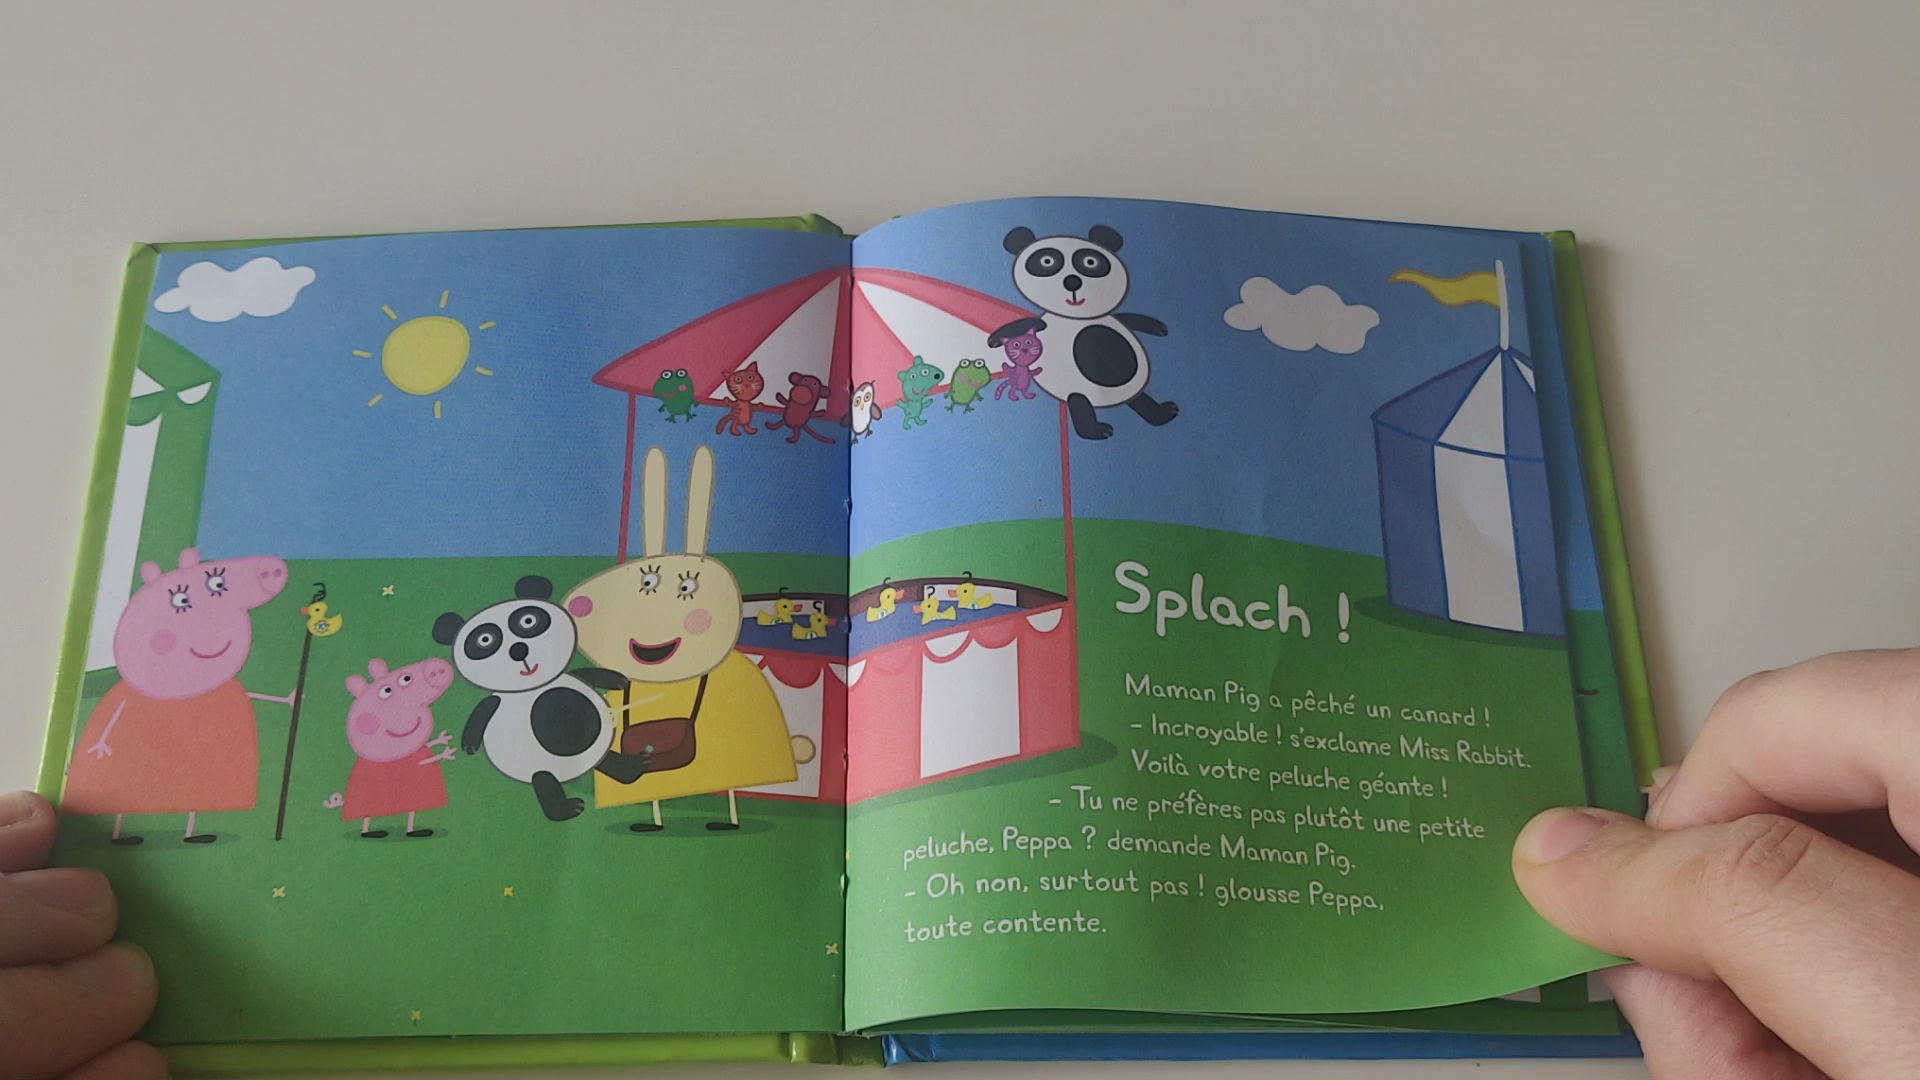 Splach !
Maman Pig a pêché un canard !
– Incroyable ! s'exclame Miss Rabbit.
Voilà votre peluche géante !
– Tu ne préfères pas plutôt une petite
peluche, Peppa ? demande Maman Pig.
– Oh non, surtout pas ! glousse Peppa,
toute contente.